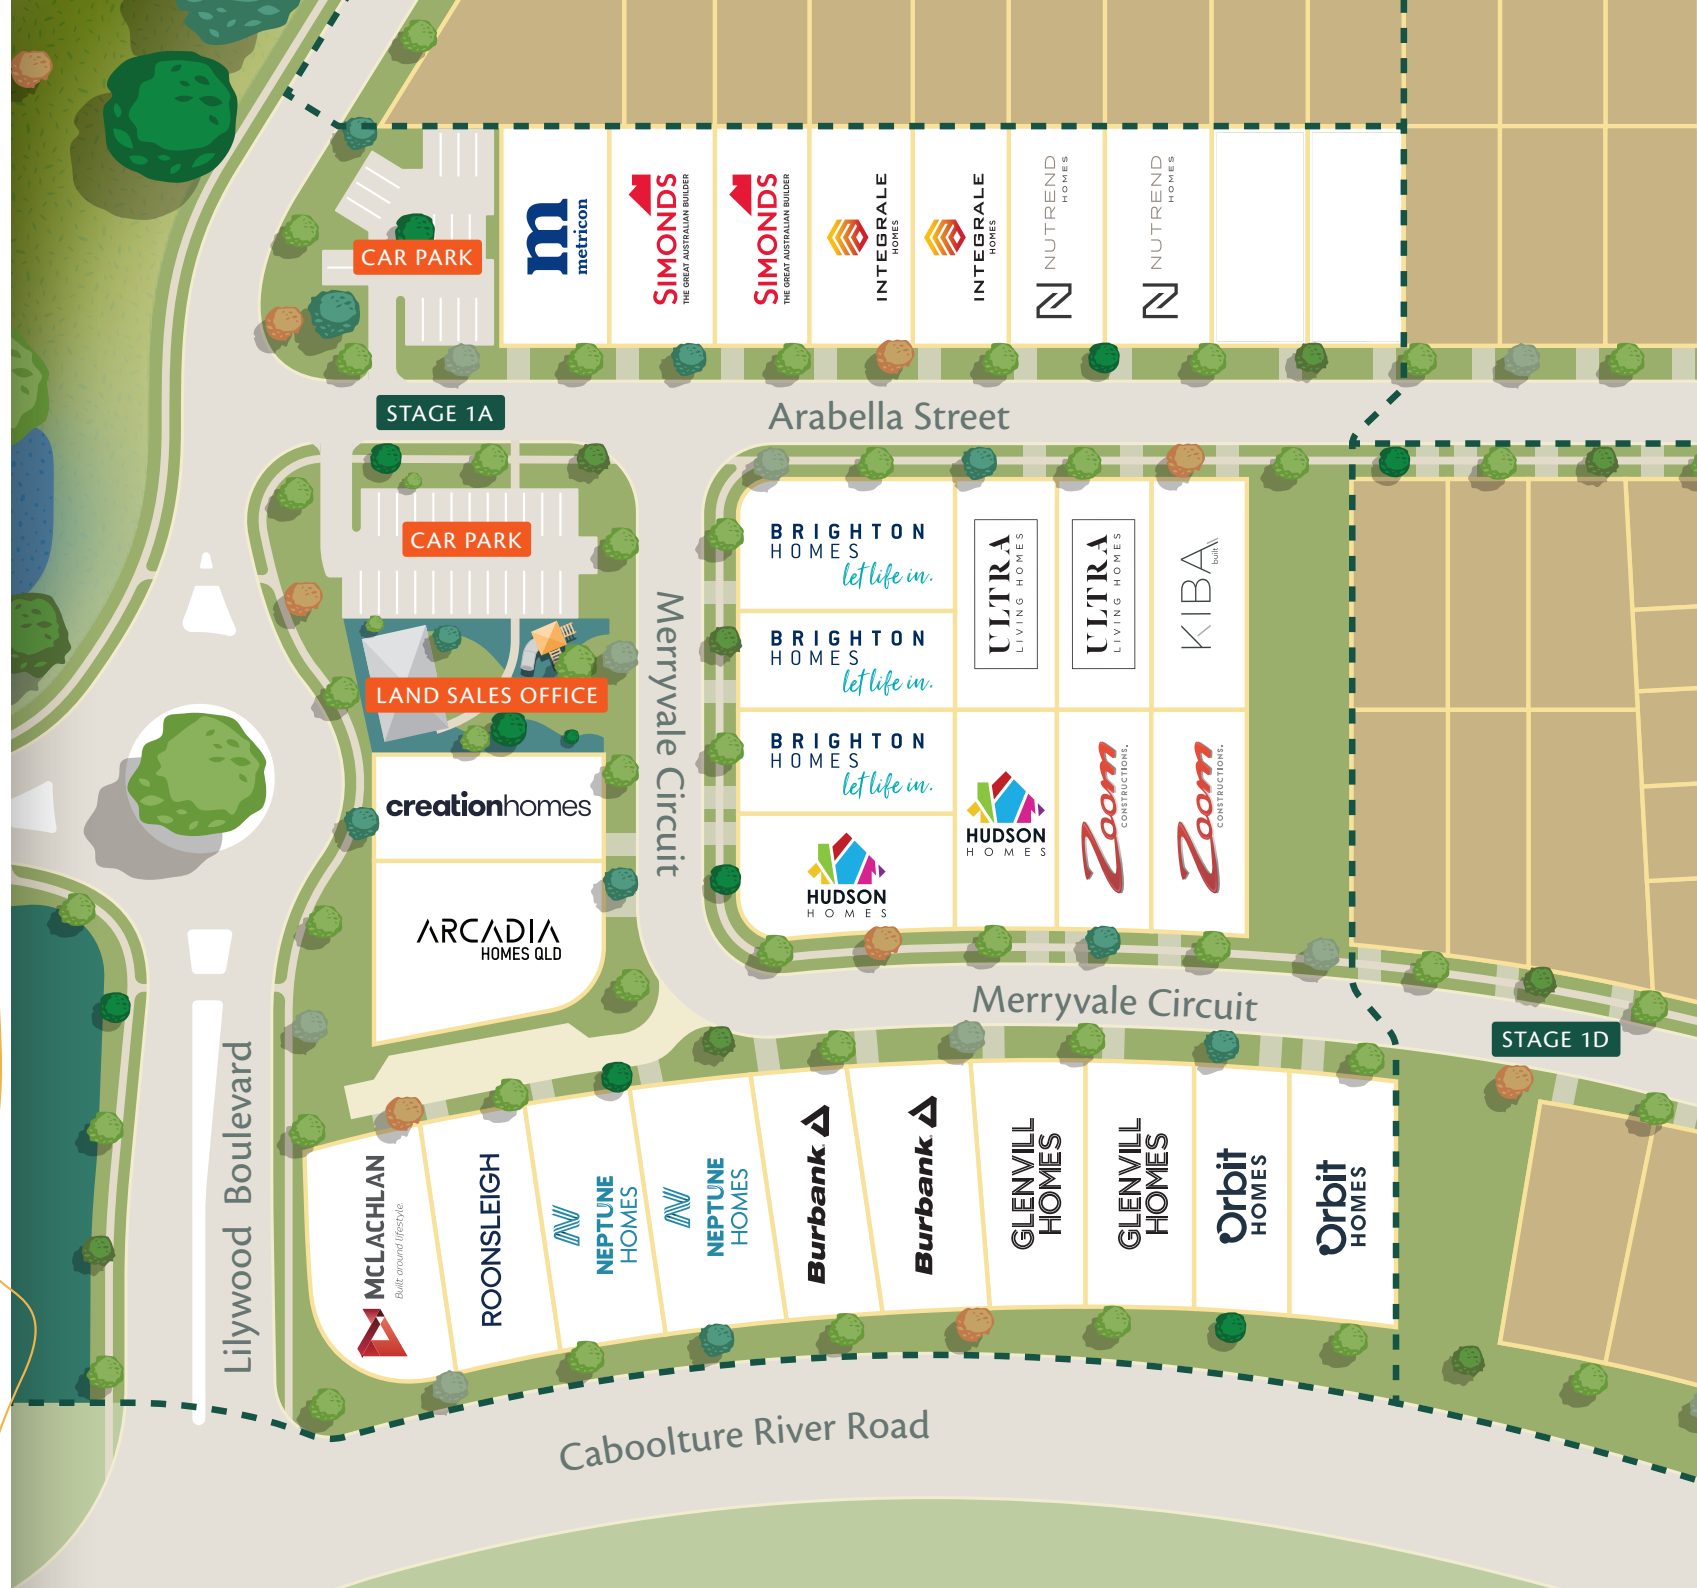 CAR PARK
m
metricon
SIMONDS
THE GREAT AUSTRALIAN BUILDER
SIMONDS
THE GREAT AUSTRALIAN BUILDER
INTEGRALE
HOMES
INTEGRALE
HOMES
N NUTREND
HOMES
N NUTREND
HOMES
STAGE 1A
Arabella Street
CAR PARK
LAND SALES OFFICE
Merryvale Circuit
BRIGHTON
HOMES
let life in.
BRIGHTON
HOMES
let life in.
BRIGHTON
HOMES
let life in.
ULTRA
LIVING HOMES
ULTRA
LIVING HOMES
KIBA
built
creationhomes
ARCADIA
HOMES QLD
HUDSON
HOMES
HUDSON
HOMES
Zoom
CONSTRUCTIONS.
Zoom
CONSTRUCTIONS.
Merryvale Circuit
STAGE 1D
Lilywood Boulevard
MCLACHLAN
Built around lifestyle.
ROONSLEIGH
N
NEPTUNE
HOMES
N
NEPTUNE
HOMES
Burbank
Burbank
GLENVILL
HOMES
GLENVILL
HOMES
Orbit
HOMES
Orbit
HOMES
Caboolture River Road